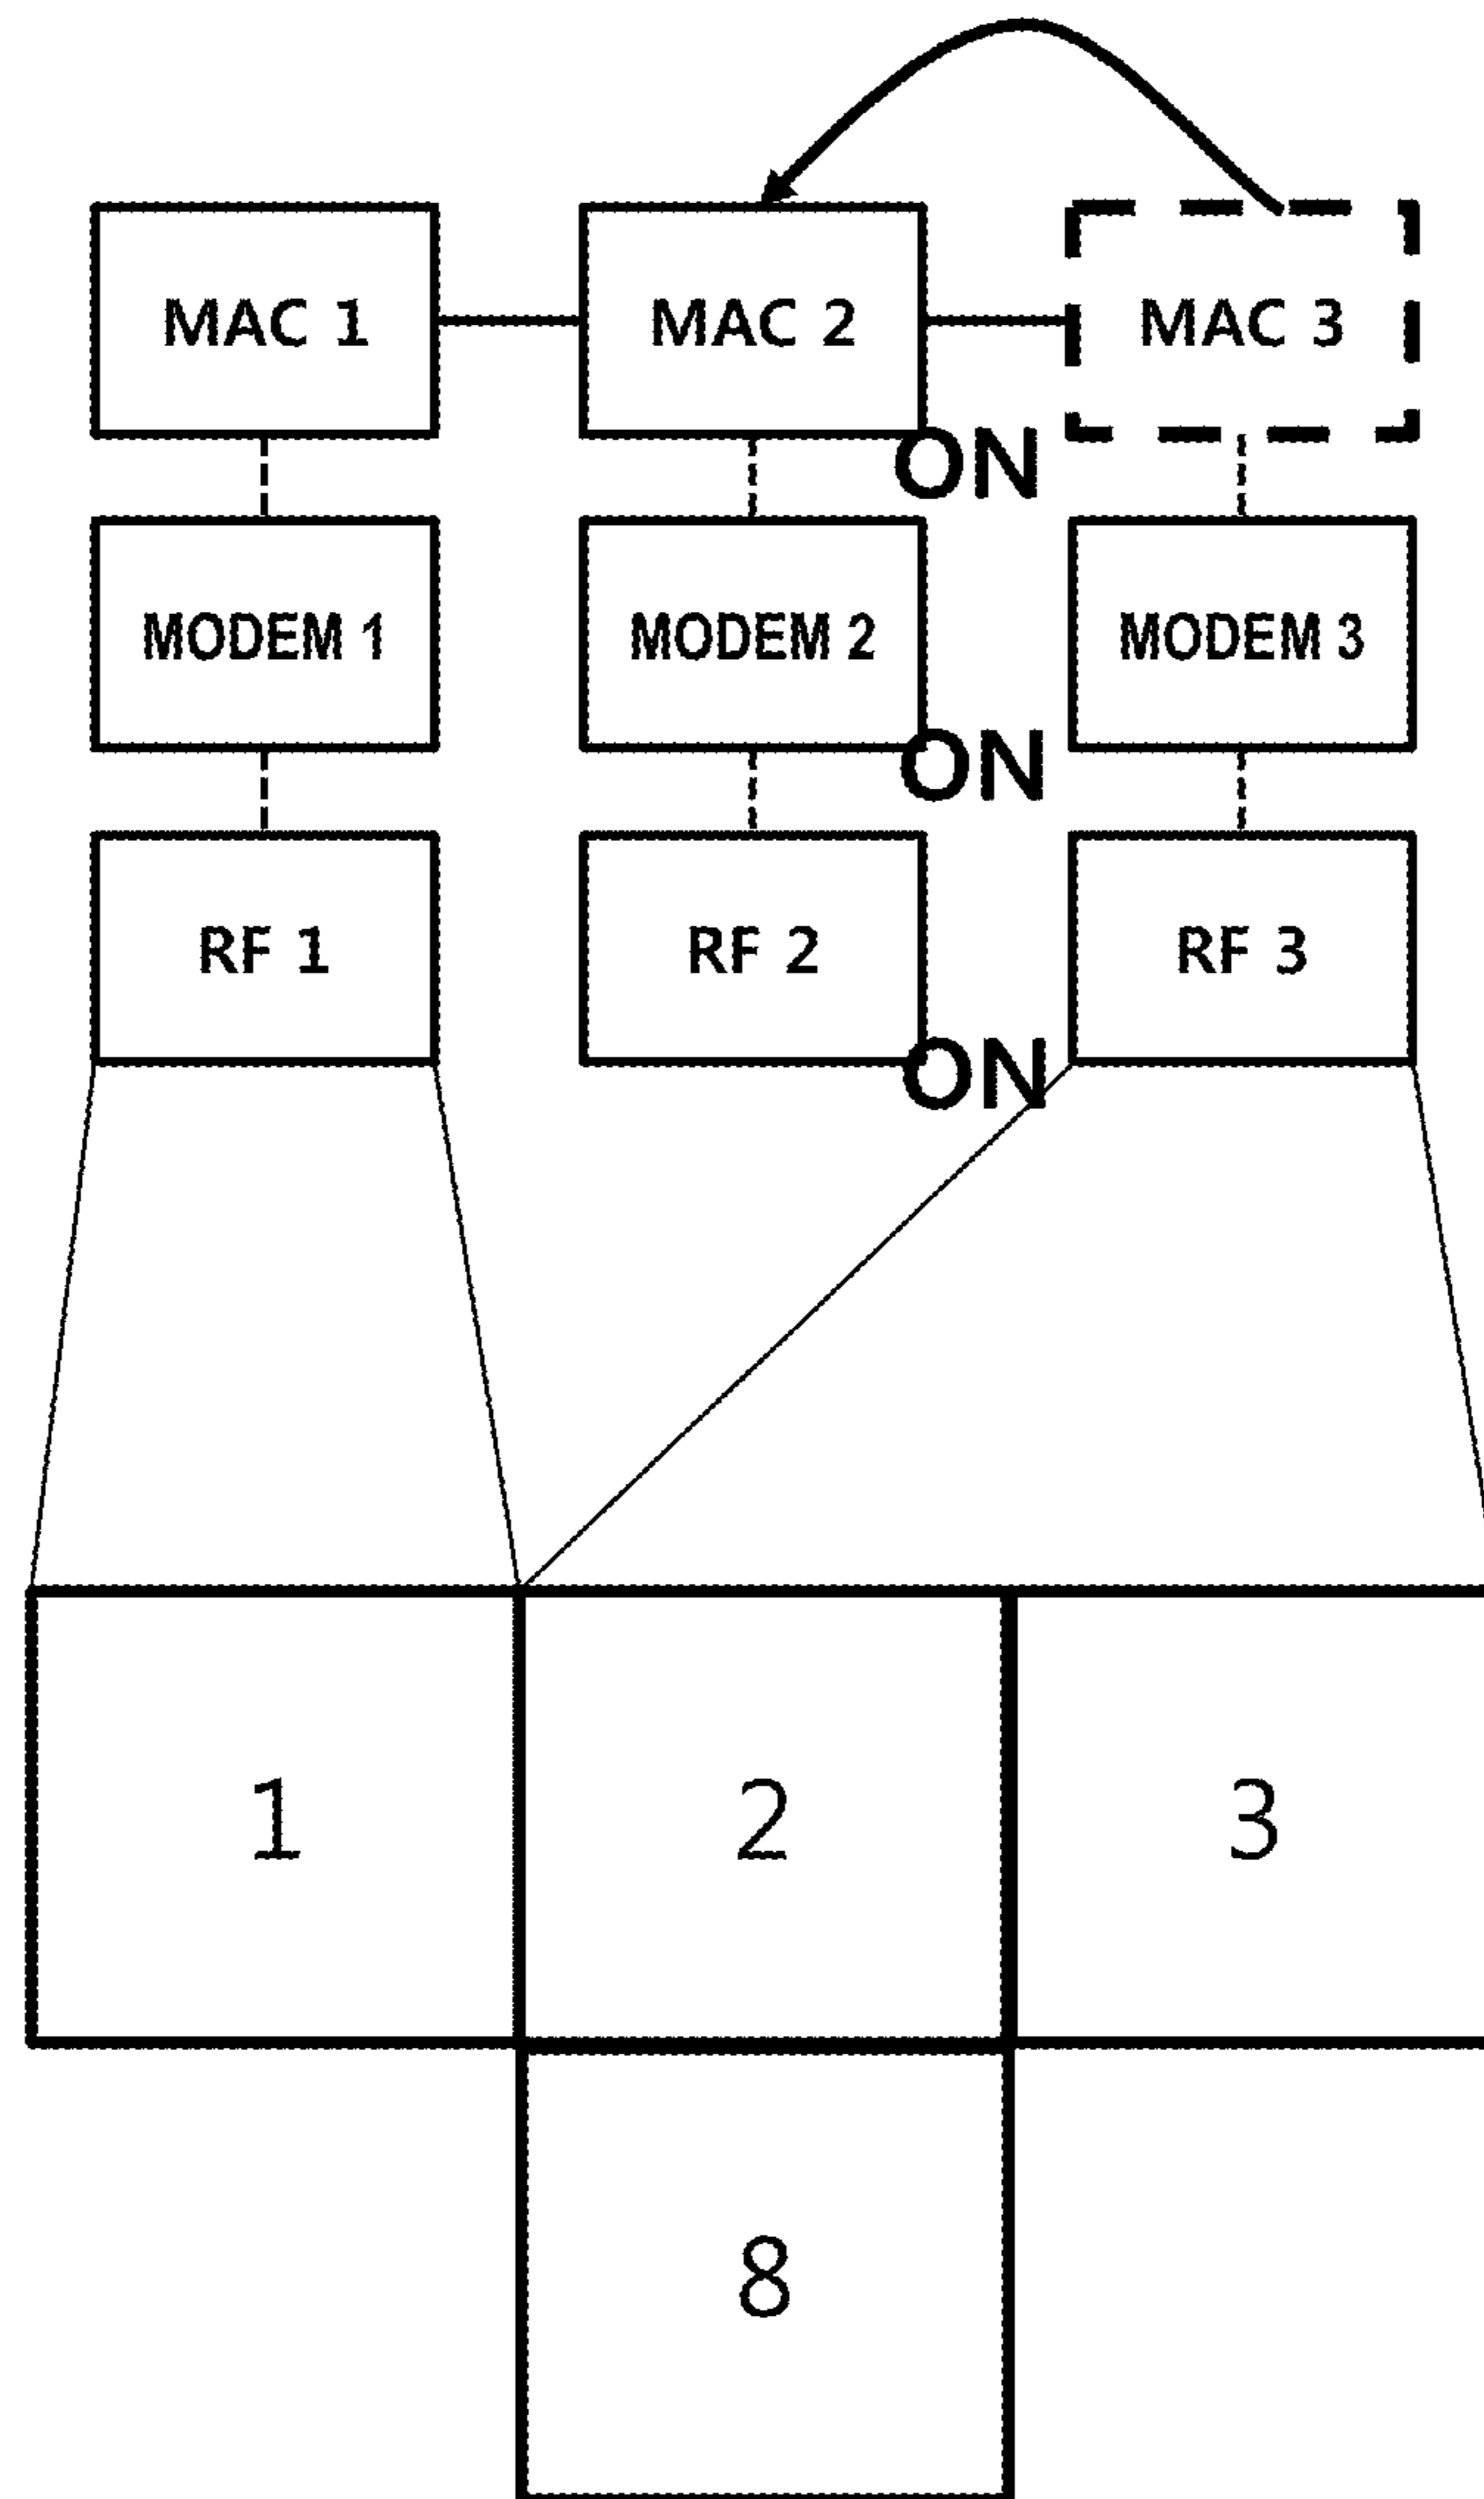 MAC 1 MAC 2 MAC 3
ON
MODEM 1 MODEM 2 MODEM 3
ON
RF 1 RF 2 RF 3
ON
1 2 3
8